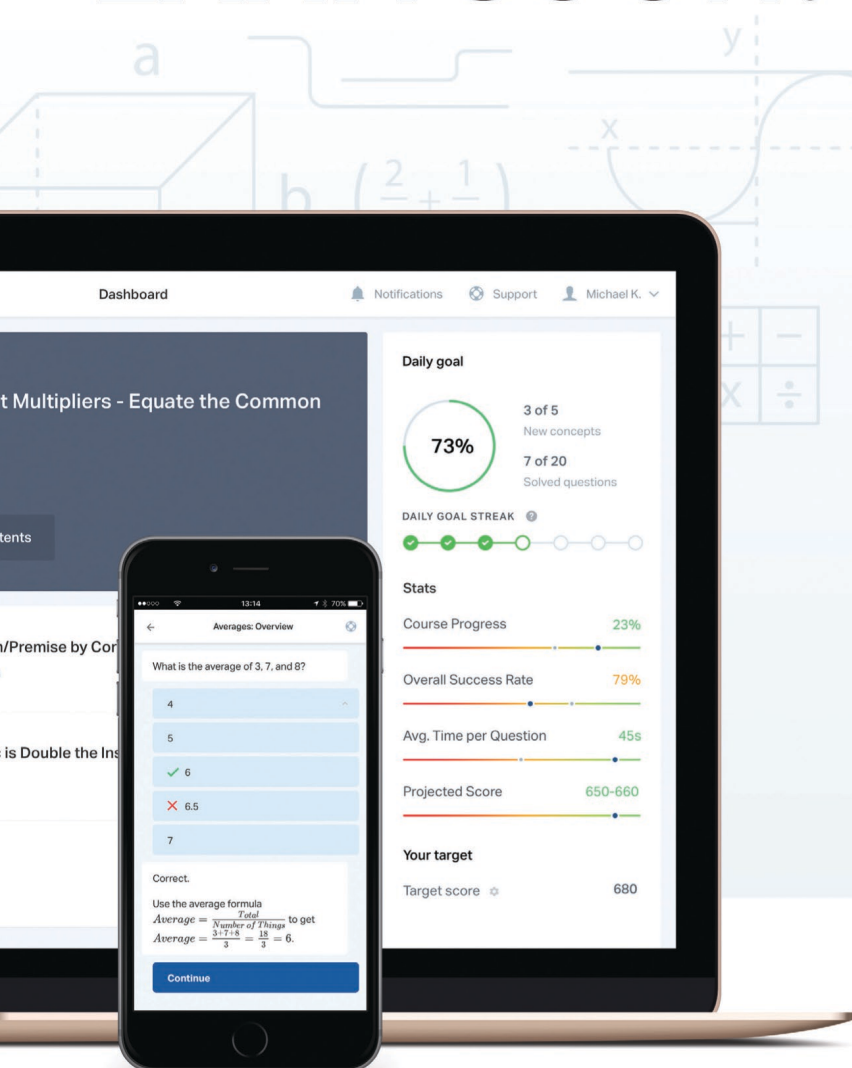 a
y
x
b ( 2/1 + 1 )
+ −
X ÷
Dashboard
Notifications
Support
Michael K.
t Multipliers - Equate the Common
tents
n/Premise by Cor
is Double the Ins
Daily goal
73%
3 of 5
New concepts
7 of 20
Solved questions
DAILY GOAL STREAK ?
Stats
Course Progress 23%
Overall Success Rate 79%
Avg. Time per Question 45s
Projected Score 650-660
Your target
Target score 680
13:14 70%
Averages: Overview
What is the average of 3, 7, and 8?
4
5
6
6.5
7
Correct.
Use the average formula
Average = Total / Number of Things to get
Average = 3+7+8 / 3 = 18 / 3 = 6.
Continue